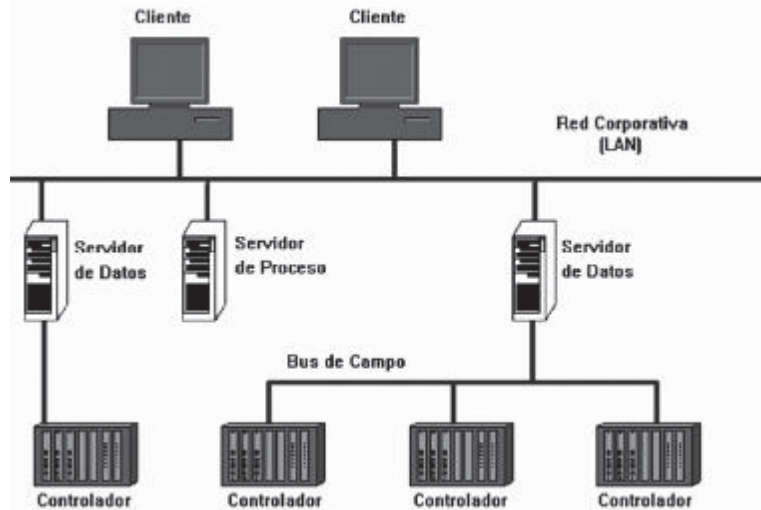 Cliente
Cliente
Red Corporativa
(LAN)
Servidor
de Datos
Servidor
de Proceso
Servidor
de Datos
Bus de Campo
Controlador
Controlador
Controlador
Controlador